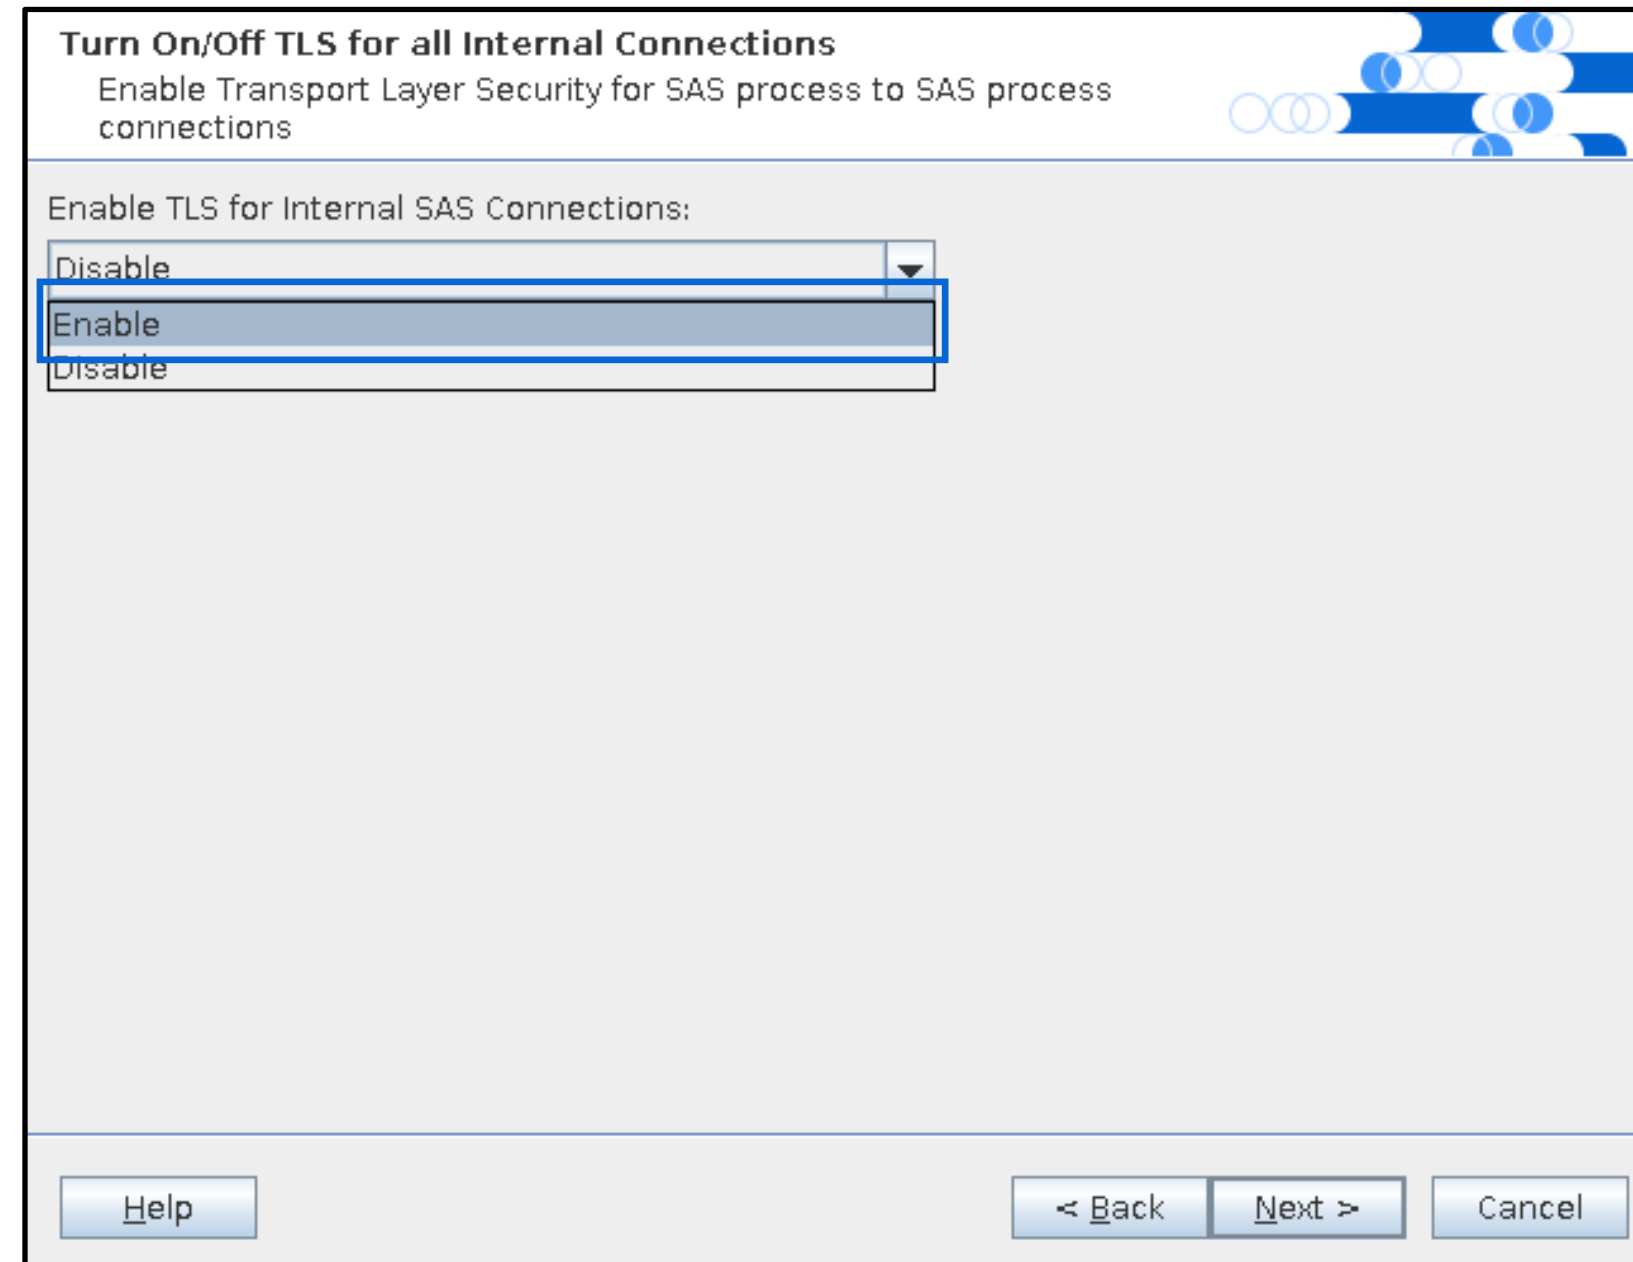 Turn On/Off TLS for all Internal Connections
Enable Transport Layer Security for SAS process to SAS process
connections
Enable TLS for Internal SAS Connections:
Disable
Enable
Disable
Help
< Back
Next >
Cancel